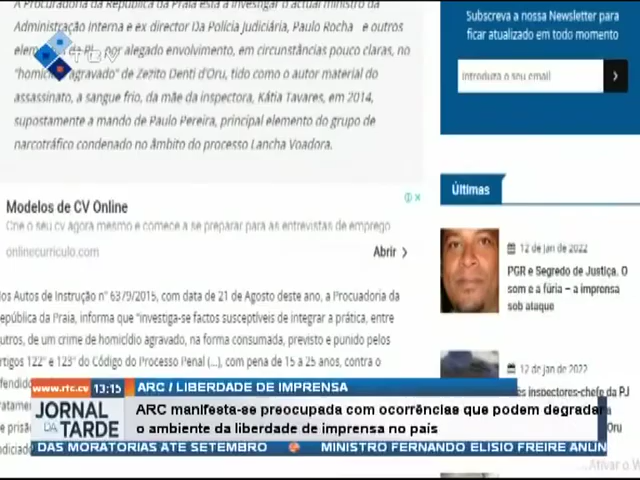 A Procuradoria da República da Praia está a investigar o actual ministro da
Administração Interna e ex director Da Polícia Judiciária, Paulo Rocha e outros
da PJ por alegado envolvimento, em circunstâncias pouco claras, no
agravado” de Zezito Denti d’Oru, tido como o autor material do
assassinato, a sangue frio, da mãe da inspectora, Kátia Tavares, em 2014,
supostamente a mando de Paulo Pereira, principal elemento do grupo de
narcotráfico condenado no âmbito do processo Lancha Voadora.
TCV
Modelos de CV Online
Crie o seu cv agora mesmo e comece a se preparar para as entrevistas de emprego
onlinecurriculo.com
Abrir >
Nos Autos de Instrução nº 6379/2015, com data de 21 de Agosto deste ano, a Procuadoria da
República da Praia, informa que “investiga-se factos susceptíveis de integrar a prática, entre
outros, de um crime de homicídio agravado, na forma consumada, previsto e punido pelos
artigos 122º e 123º do Código do Processo Penal (...), com pena de 15 a 25 anos, contra o
Subscreva a nossa Newsletter para
ficar atualizado em todo momento
Introduza o seu email
>
Últimas
12 de Jan de 2022
PGR e Segredo de Justiça. O
som e a fúria – a imprensa
sob ataque
12 de Jan de 2022
inspectores-chefe da PJ
Oru
www.rtc.cv
13:15
ARC / LIBERDADE DE IMPRENSA
JORNAL
DA TARDE
ARC manifesta-se preocupada com ocorrências que podem degradar
o ambiente da liberdade de imprensa no país
DAS MORATÓRIAS ATÉ SETEMBRO MINISTRO FERNANDO ELÍSIO FREIRE ANUN
Ativar o W